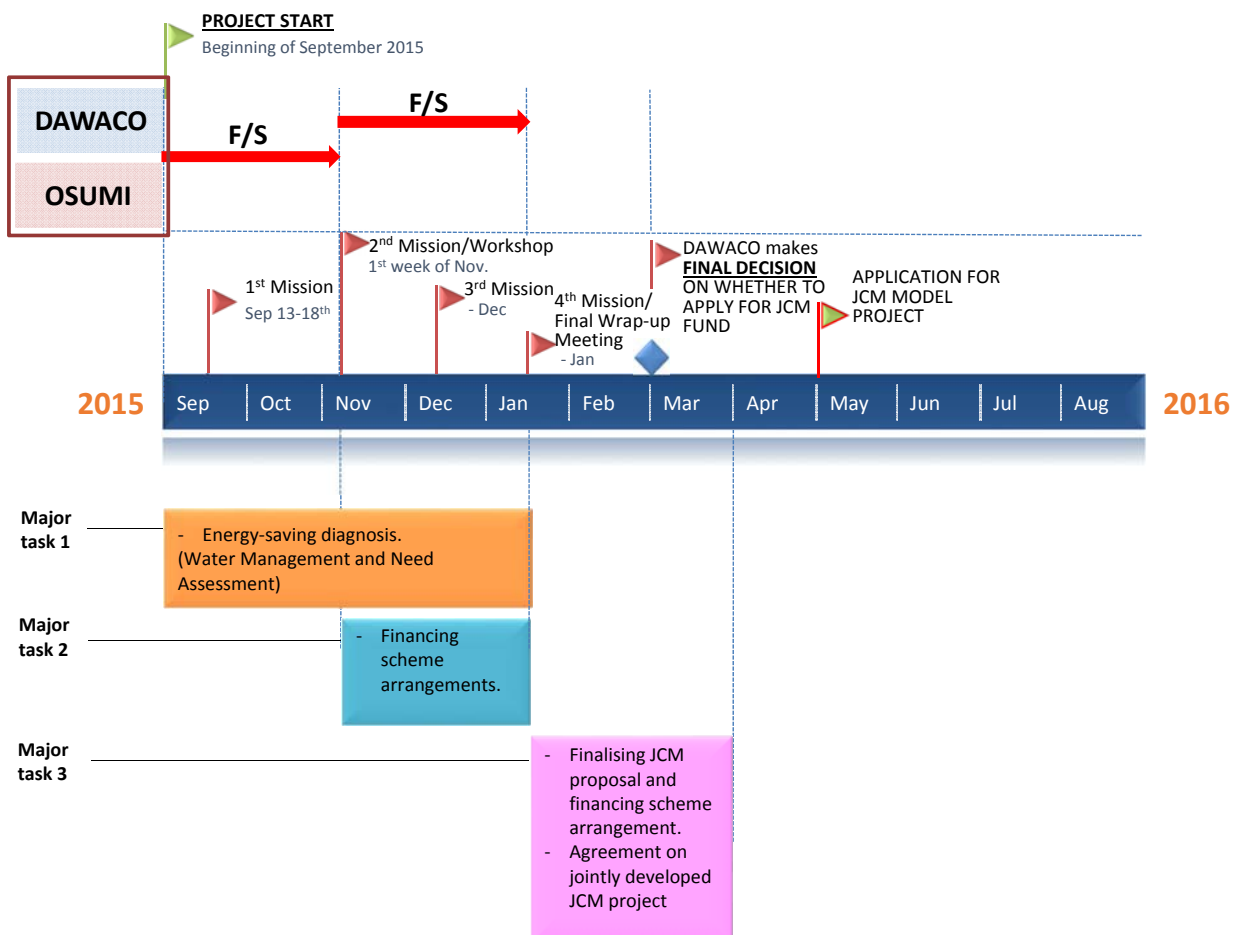 PROJECT START
Beginning of September 2015
DAWACO
OSUMI
F/S
F/S
1st Mission
Sep 13-18th
2nd Mission/Workshop
1st week of Nov.
3rd Mission
- Dec
4th Mission/
Final Wrap-up
Meeting
- Jan
DAWACO makes
FINAL DECISION
ON WHETHER TO
APPLY FOR JCM
FUND
APPLICATION FOR
JCM MODEL
PROJECT
2015
Sep
Oct
Nov
Dec
Jan
Feb
Mar
Apr
May
Jun
Jul
Aug
2016
Major
task 1
- Energy-saving diagnosis.
(Water Management and Need
Assessment)
Major
task 2
- Financing
scheme
arrangements.
Major
task 3
- Finalising JCM
proposal and
financing scheme
arrangement.
- Agreement on
jointly developed
JCM project